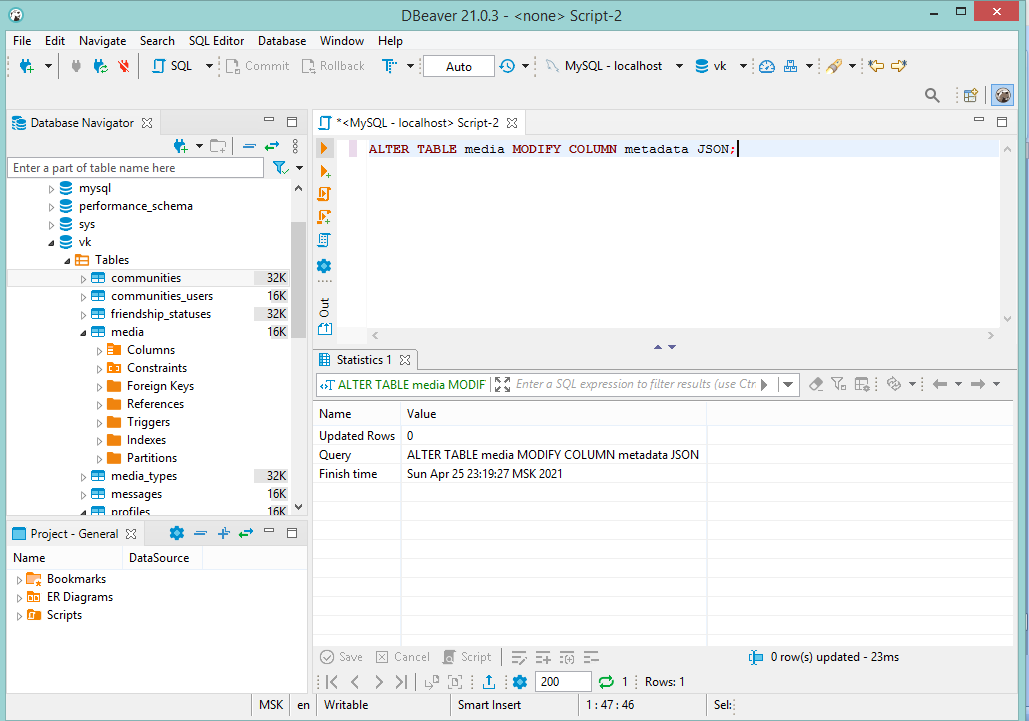 DBeaver 21.0.3 - <none> Script-2
File Edit Navigate Search SQL Editor Database Window Help
SQL Commit Rollback Auto MySQL - localhost vk
Database Navigator
Enter a part of table name here
mysql
performance_schema
sys
vk
Tables
communities 32K
communities_users 16K
friendship_statuses 32K
media 16K
Columns
Constraints
Foreign Keys
References
Triggers
Indexes
Partitions
media_types 32K
messages 16K
profiles 16K
Project - General
Name DataSource
Bookmarks
ER Diagrams
Scripts
*<MySQL - localhost> Script-2
ALTER TABLE media MODIFY COLUMN metadata JSON;
Out
Statistics 1
ALTER TABLE media MODIF Enter a SQL expression to filter results (use Ctr
Name Value
Updated Rows 0
Query ALTER TABLE media MODIFY COLUMN metadata JSON
Finish time Sun Apr 25 23:19:27 MSK 2021
Save Cancel Script 0 row(s) updated - 23ms
200 1 Rows: 1
MSK en Writable Smart Insert 1 : 47 : 46 Sel: